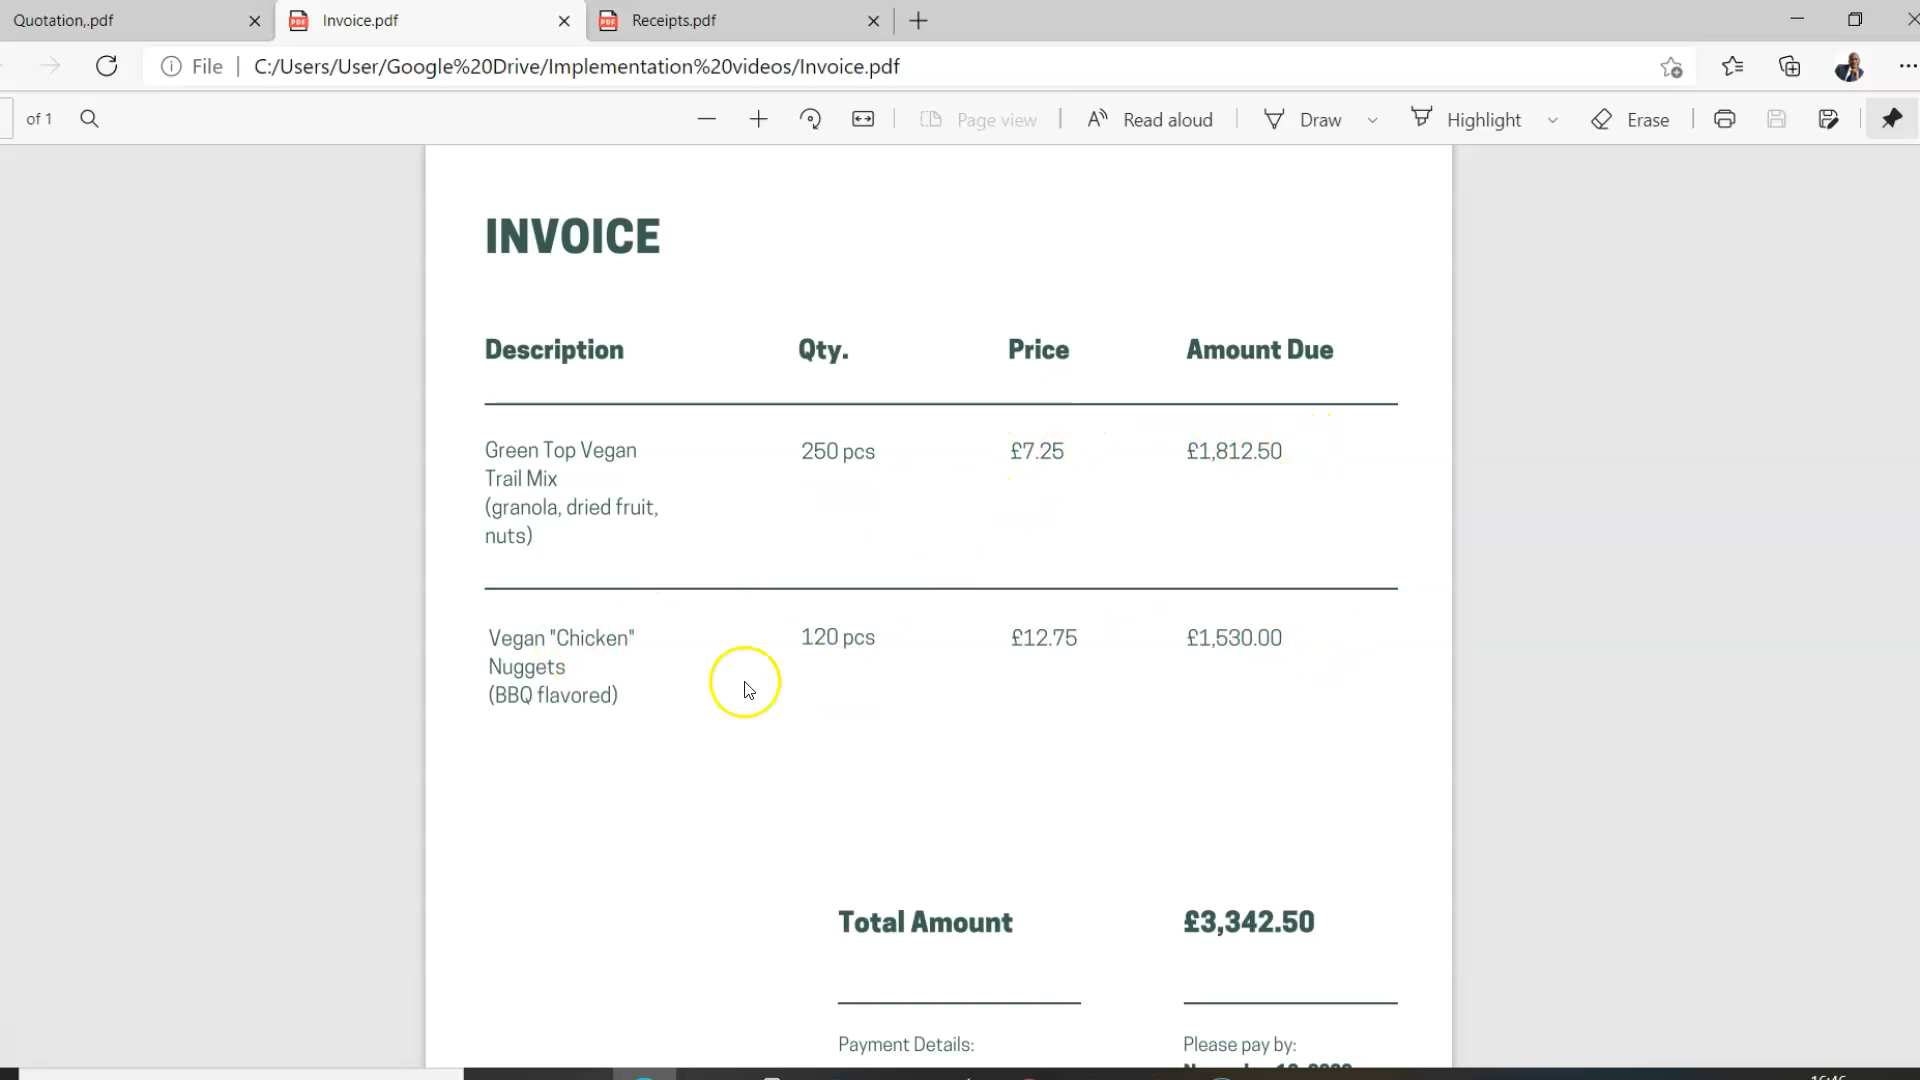 Quotation,.pdf
Invoice.pdf
Receipts.pdf
File
C:/Users/User/Google%20Drive/Implementation%20videos/Invoice.pdf
of 1
Page view
Read aloud
Draw
Highlight
Erase
INVOICE
Description Qty. Price Amount Due
Green Top Vegan 250 pcs £7.25 £1,812.50
Trail Mix
(granola, dried fruit,
nuts)
Vegan "Chicken" 120 pcs £12.75 £1,530.00
Nuggets
(BBQ flavored)
Total Amount £3,342.50
Payment Details: Please pay by: